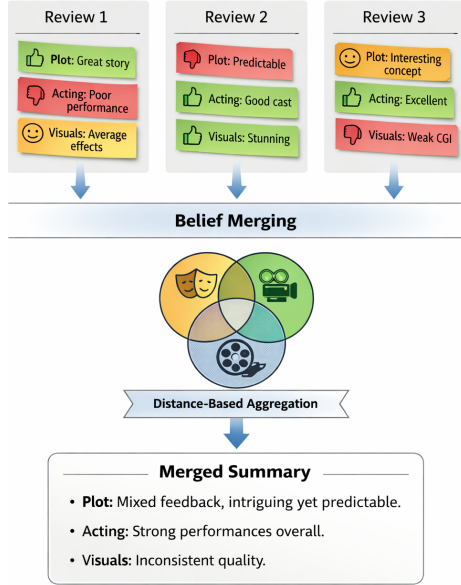 Review 1
Plot: Great story
Acting: Poor
performance
Visuals: Average
effects
Review 2
Plot: Predictable
Acting: Good cast
Visuals: Stunning
Review 3
Plot: Interesting
concept
Acting: Excellent
Visuals: Weak CGI
Belief Merging
Distance-Based Aggregation
Merged Summary
• Plot: Mixed feedback, intriguing yet predictable.
• Acting: Strong performances overall.
• Visuals: Inconsistent quality.